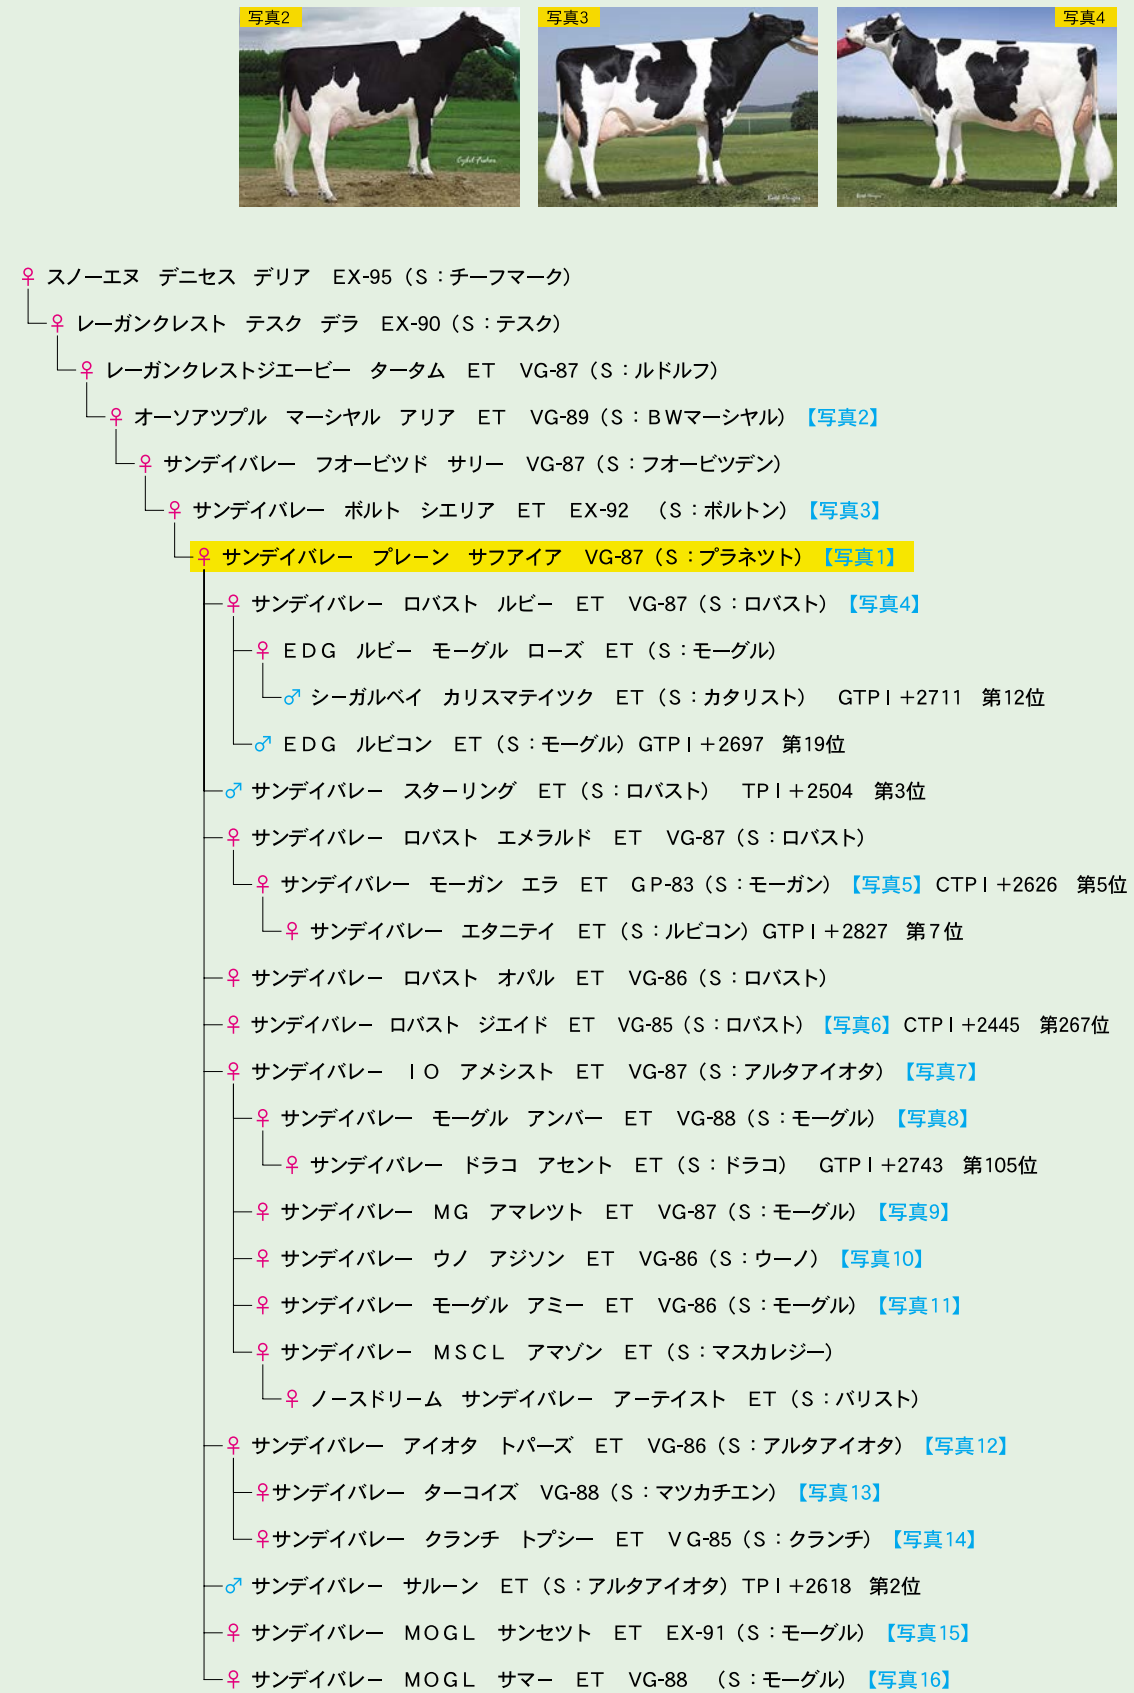 写真2
写真3
写真4
♀ スノーエヌ　デニセス　デリア　EX-95（S：チーフマーク）
♀ レーガンクレスト　テスク　デラ　EX-90（S：テスク）
♀ レーガンクレストジエービー　タータム　ET　VG-87（S：ルドルフ）
♀ オーソアツプル　マーシヤル　アリア　ET　VG-89（S：BWマーシヤル）【写真2】
♀ サンデイバレー　フオービツド　サリー　VG-87（S：フオービツデン）
♀ サンデイバレー　ボルト　シエリア　ET　EX-92　（S：ボルトン）【写真3】
♀ サンデイバレー　プレーン　サフアイア　VG-87（S：プラネツト）【写真1】
♀ サンデイバレー　ロバスト　ルビー　ET　VG-87（S：ロバスト）【写真4】
♀ EDG　ルビー　モーグル　ローズ　ET（S：モーグル）
♂ シーガルベイ　カリスマテイツク　ET（S：カタリスト）　GTPI＋2711　第12位
♂ EDG　ルビコン　ET（S：モーグル）GTPI＋2697　第19位
♂ サンデイバレー　スターリング　ET（S：ロバスト）　TPI＋2504　第3位
♀ サンデイバレー　ロバスト　エメラルド　ET　VG-87（S：ロバスト）
♀ サンデイバレー　モーガン　エラ　ET　GP-83（S：モーガン）【写真5】CTPI＋2626　第5位
♀ サンデイバレー　エタニテイ　ET（S：ルビコン）GTPI＋2827　第7位
♀ サンデイバレー　ロバスト　オパル　ET　VG-86（S：ロバスト）
♀ サンデイバレー　ロバスト　ジエイド　ET　VG-85（S：ロバスト）【写真6】CTPI＋2445　第267位
♀ サンデイバレー　IO　アメシスト　ET　VG-87（S：アルタアイオタ）【写真7】
♀ サンデイバレー　モーグル　アンバー　ET　VG-88（S：モーグル）【写真8】
♀ サンデイバレー　ドラコ　アセント　ET（S：ドラコ）　GTPI＋2743　第105位
♀ サンデイバレー　MG　アマレツト　ET　VG-87（S：モーグル）【写真9】
♀ サンデイバレー　ウノ　アジソン　ET　VG-86（S：ウーノ）【写真10】
♀ サンデイバレー　モーグル　アミー　ET　VG-86（S：モーグル）【写真11】
♀ サンデイバレー　MSCL　アマゾン　ET（S：マスカレジー）
♀ ノースドリーム　サンデイバレー　アーテイスト　ET（S：バリスト）
♀ サンデイバレー　アイオタ　トパーズ　ET　VG-86（S：アルタアイオタ）【写真12】
♀サンデイバレー　ターコイズ　VG-88（S：マツカチエン）【写真13】
♀サンデイバレー　クランチ　トプシー　ET　VG-85（S：クランチ）【写真14】
♂ サンデイバレー　サルーン　ET（S：アルタアイオタ）TPI＋2618　第2位
♀ サンデイバレー　MOGL　サンセツト　ET　EX-91（S：モーグル）【写真15】
♀ サンデイバレー　MOGL　サマー　ET　VG-88　（S：モーグル）【写真16】